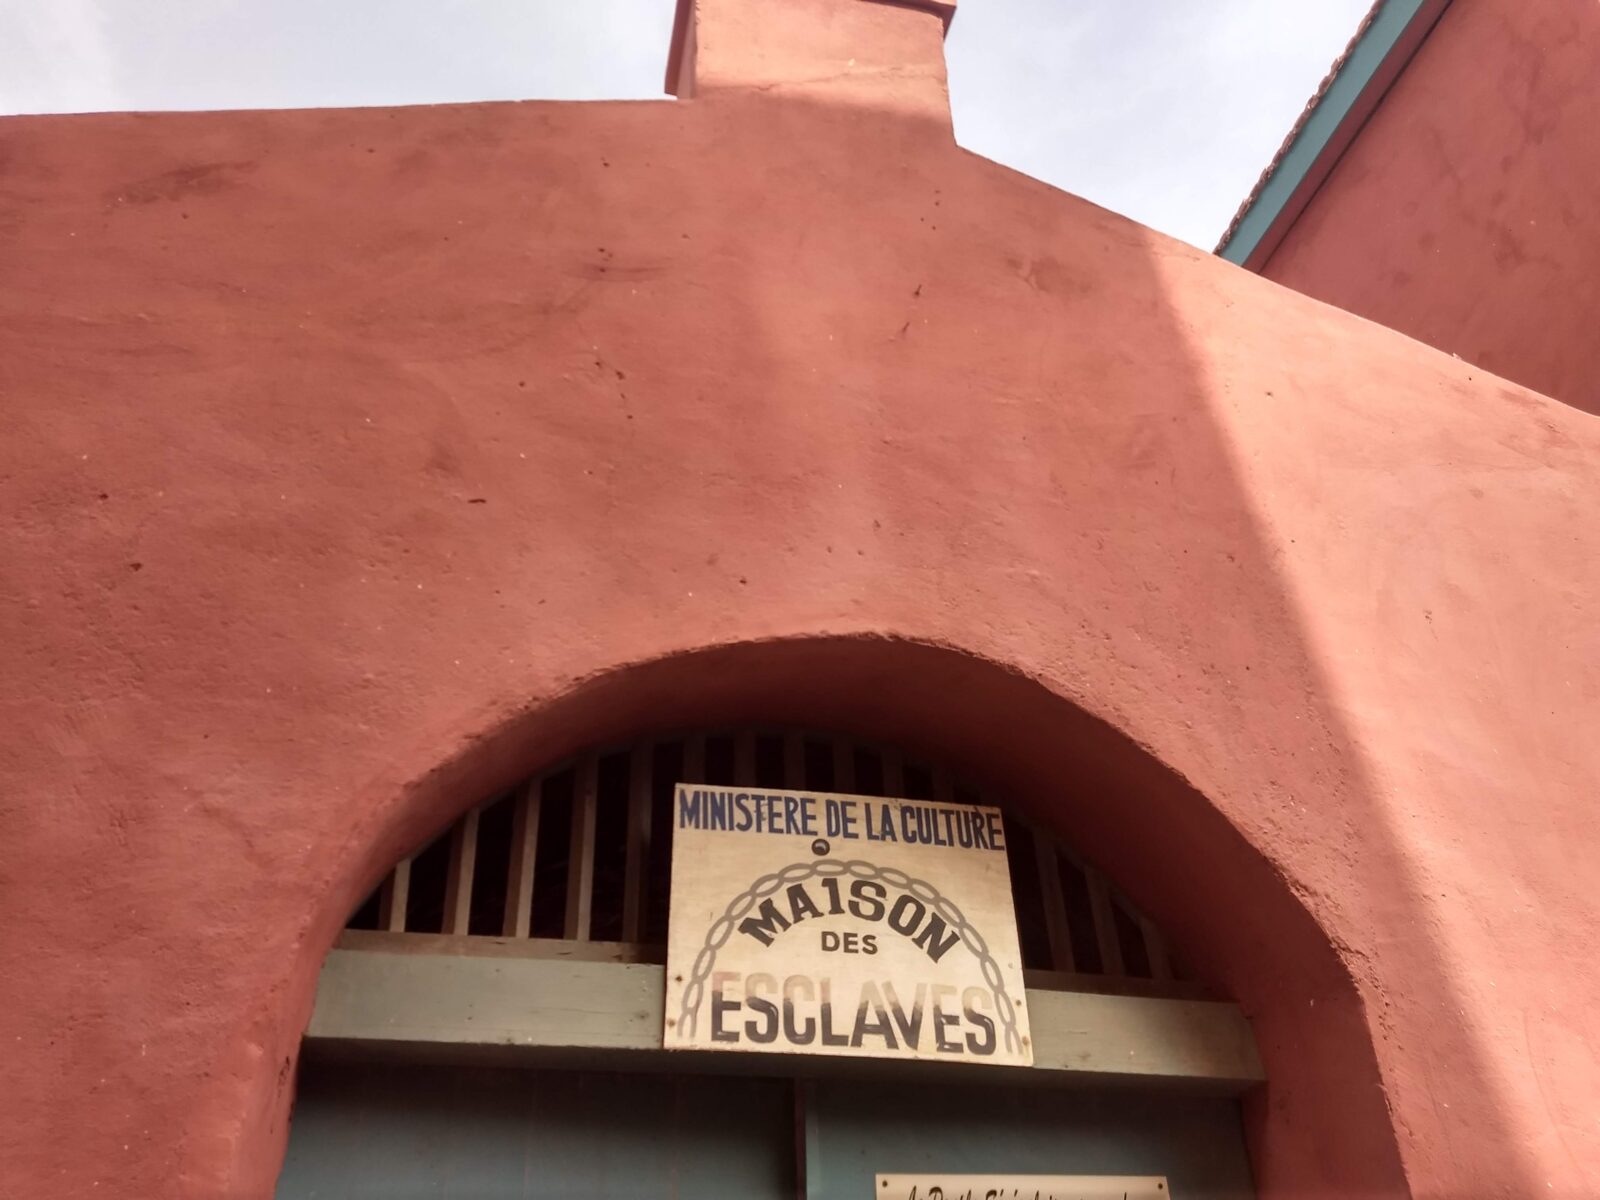 MINISTERE DE LA CULTURE
MAISON
DES
ESCLAVES